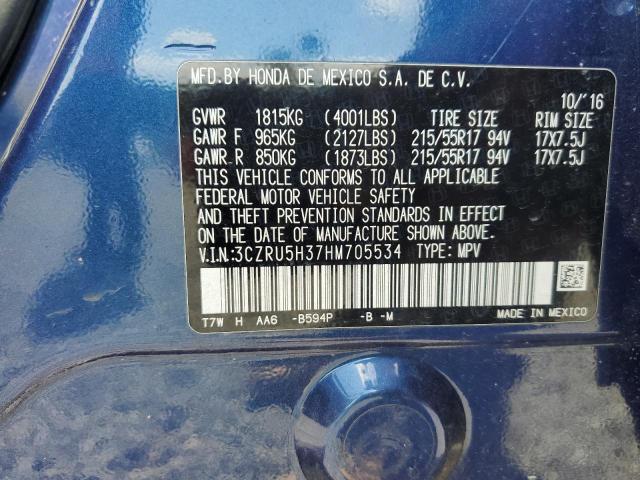 MFD. BY HONDA DE MEXICO S.A. DE C.V.
10/'16
GVWR 1815KG (4001LBS) TIRE SIZE RIM SIZE
GAWR F 965KG (2127LBS) 215/55R17 94V 17X7.5J
GAWR R 850KG (1873LBS) 215/55R17 94V 17X7.5J
THIS VEHICLE CONFORMS TO ALL APPLICABLE
FEDERAL MOTOR VEHICLE SAFETY
AND THEFT PREVENTION STANDARDS IN EFFECT
ON THE DATE OF MANUFACTURE SHOWN ABOVE.
V.I.N:3CZRU5H37HM705534 TYPE: MPV
T7W H AA6 -B594P -B -M
MADE IN MEXICO